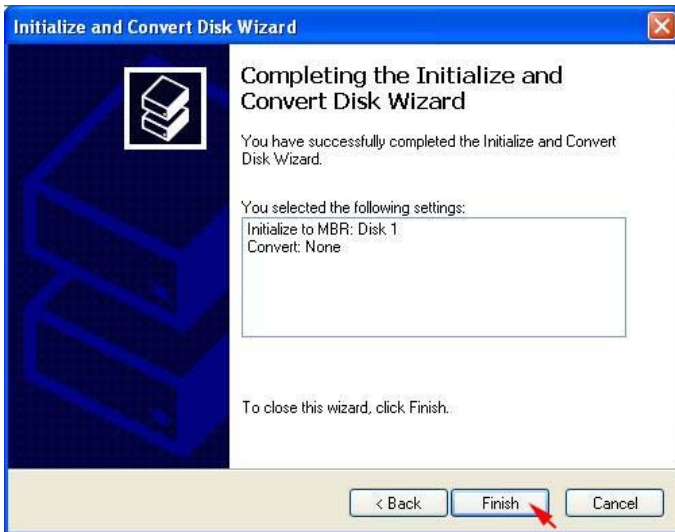 Initialize and Convert Disk Wizard
Completing the Initialize and
Convert Disk Wizard
You have successfully completed the Initialize and Convert
Disk Wizard.
You selected the following settings:
Initialize to MBR: Disk 1
Convert: None
To close this wizard, click Finish.
< Back Finish Cancel